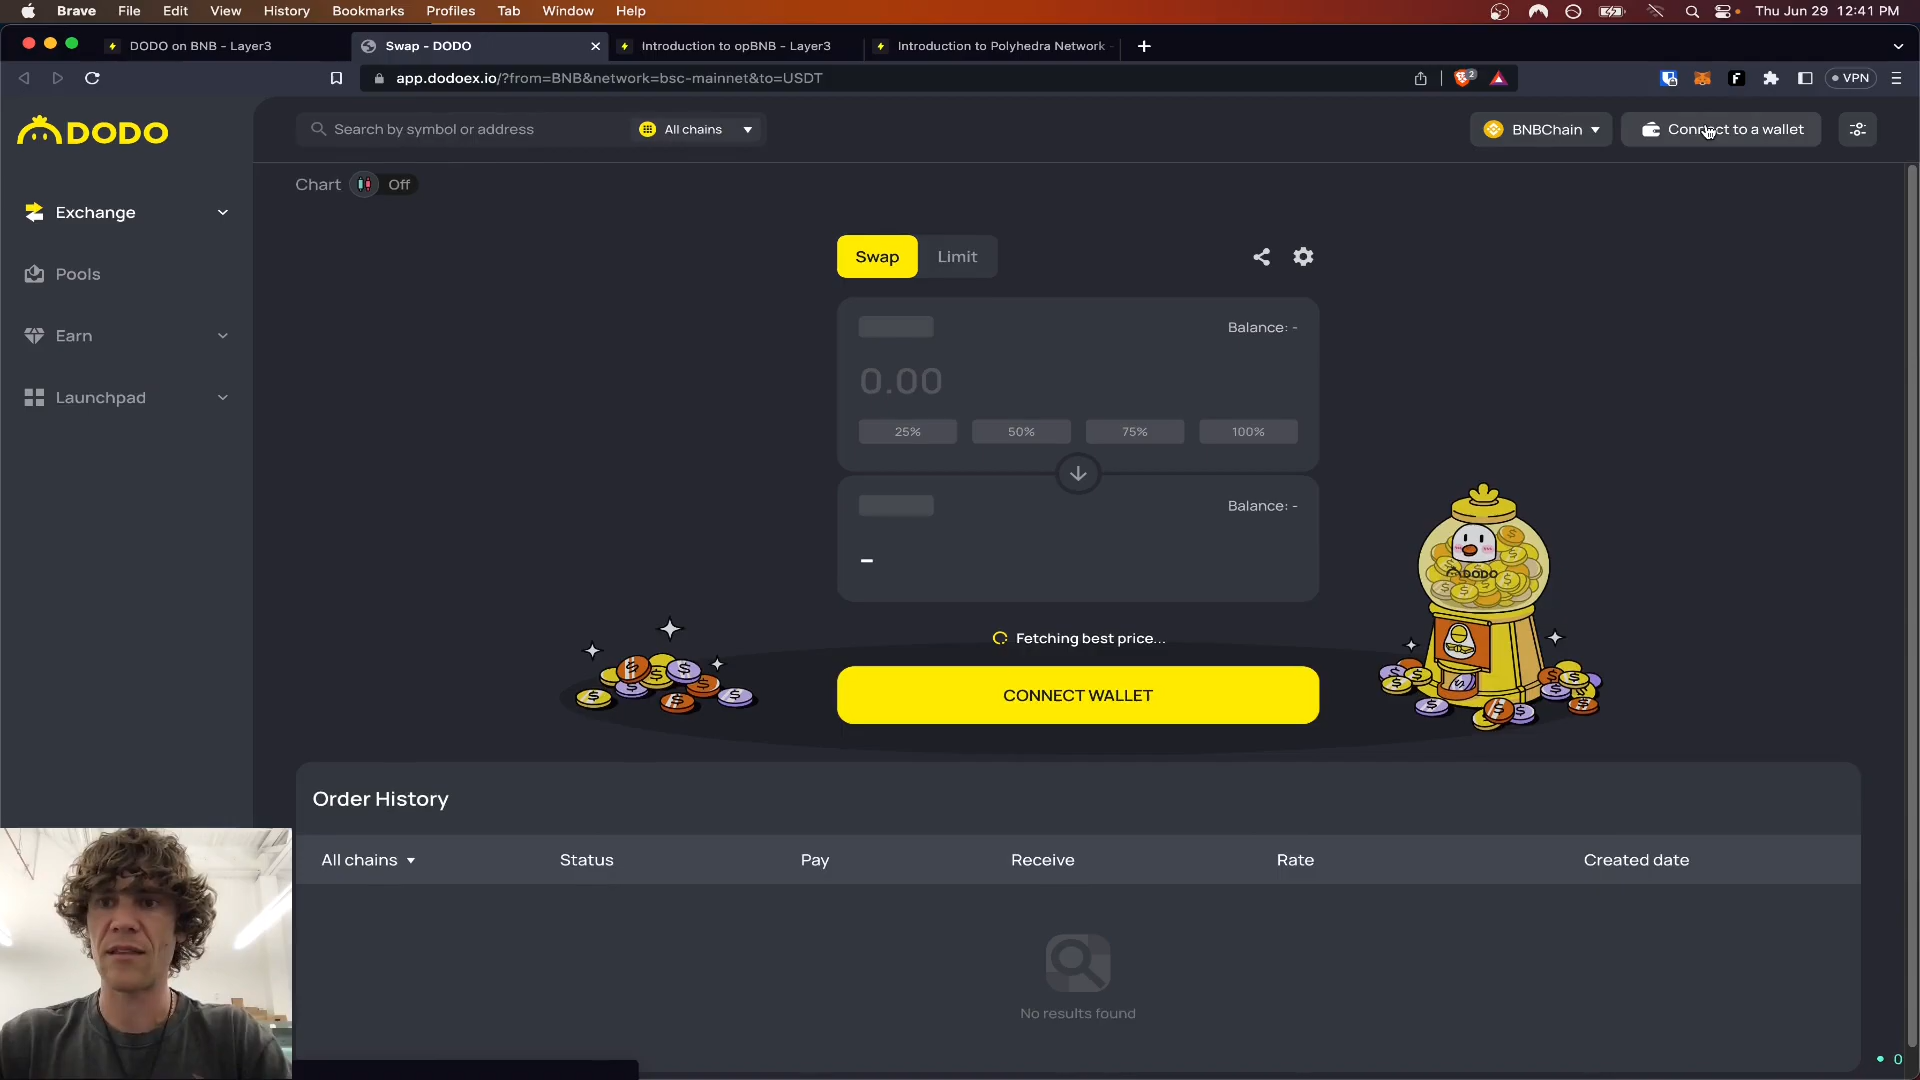 Brave File Edit View History Bookmarks Profiles Tab Window Help Thu Jun 29 12:41 PM
DODO on BNB - Layer3 Swap - DODO Introduction to opBNB - Layer3 Introduction to Polyhedra Network -
app.dodoex.io/?from=BNB&network=bsc-mainnet&to=USDT 2 VPN
DODO
Search by symbol or address All chains BNBChain Connect to a wallet
Chart Off
Exchange
Pools
Earn
Launchpad
Swap Limit
Balance: -
0.00
25% 50% 75% 100%
Balance: -
-
DODO
Fetching best price...
CONNECT WALLET
Order History
All chains Status Pay Receive Rate Created date
No results found
0